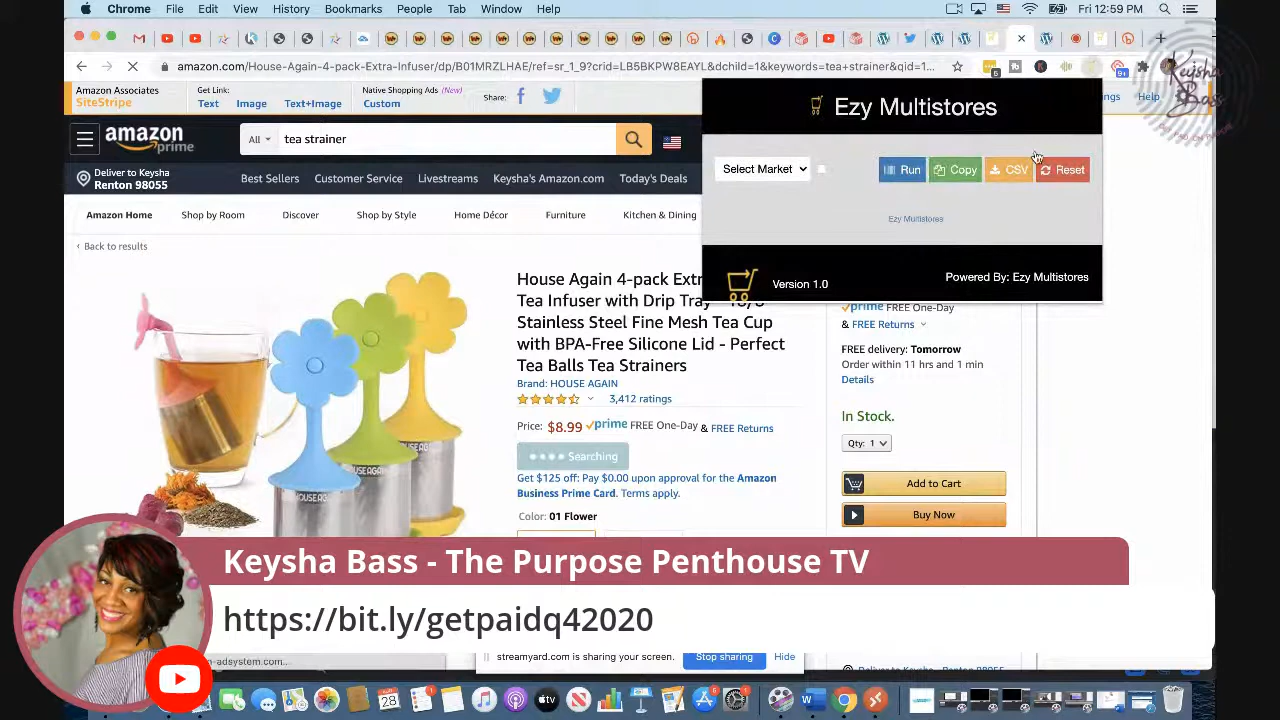 Chrome File Edit View History Bookmarks People Tab Window Help
Fri 12:59 PM
amazon.com/House-Again-4-pack-Extra-Infuser/dp/B01MRZLHAE/ref=sr_1_9?crid=LB5BKPW8EAYL&dchild=1&keywords=tea+strainer&qid=1...
Amazon Associates
SiteStripe
Get Link:
Text Image Text+Image
Native Shopping Ads (New)
Custom
Share:
Help
Keysha
Bass
Ezy Multistores
Select Market
Run Copy CSV Reset
Ezy Multistores
Version 1.0
Powered By: Ezy Multistores
amazon
prime
All
tea strainer
Deliver to Keysha
Renton 98055
Best Sellers Customer Service Livestreams Keysha's Amazon.com Today's Deals
Amazon Home Shop by Room Discover Shop by Style Home Décor Furniture Kitchen & Dining
‹ Back to results
House Again 4-pack Extr
Tea Infuser with Drip Tray
Stainless Steel Fine Mesh Tea Cup
with BPA-Free Silicone Lid - Perfect
Tea Balls Tea Strainers
Brand: HOUSE AGAIN
3,412 ratings
Price: $8.99 prime FREE One-Day & FREE Returns
Searching
Get $125 off: Pay $0.00 upon approval for the Amazon
Business Prime Card. Terms apply.
Color: 01 Flower
prime FREE One-Day
& FREE Returns
FREE delivery: Tomorrow
Order within 11 hrs and 1 min
Details
In Stock.
Qty: 1
Add to Cart
Buy Now
HOUSE AGAIN
Keysha Bass - The Purpose Penthouse TV
https://bit.ly/getpaidq42020
streamyard.com is sharing your screen.
Stop sharing
Hide